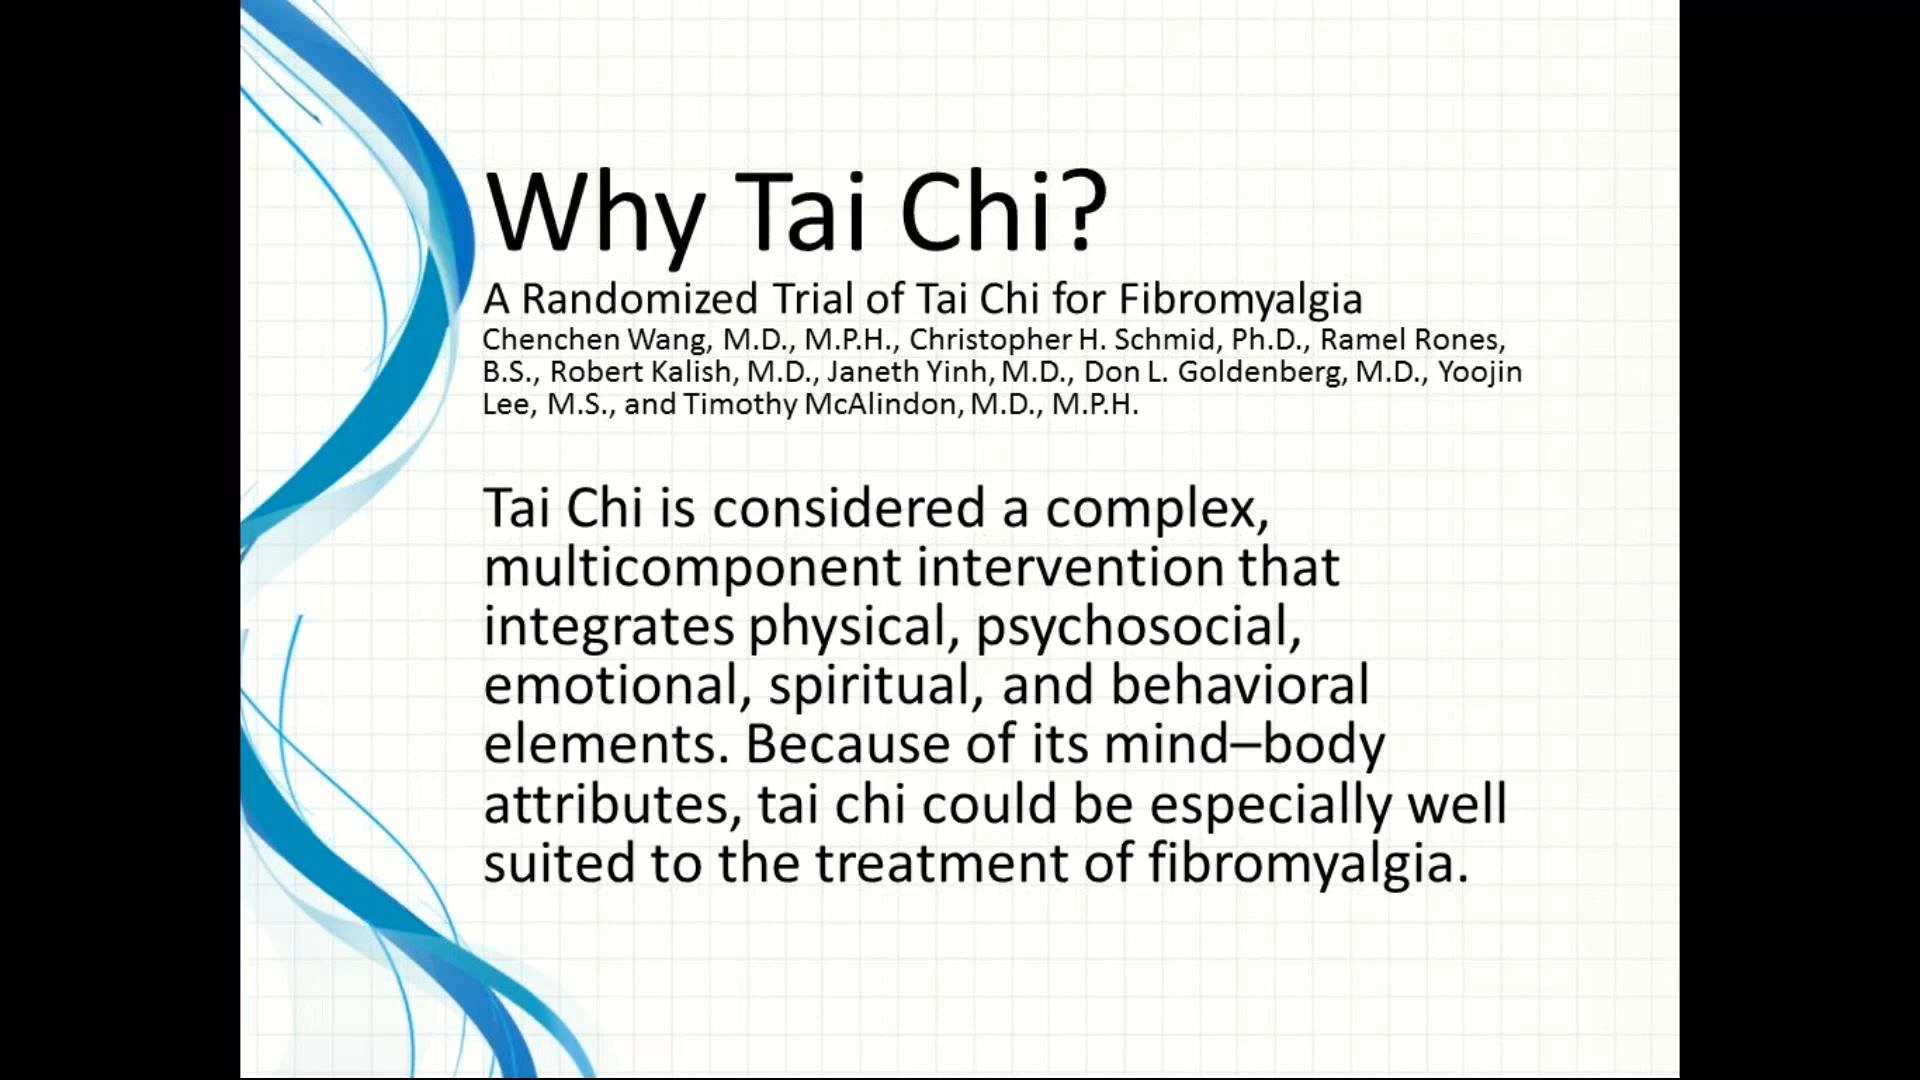 Why Tai Chi?
A Randomized Trial of Tai Chi for Fibromyalgia
Chenchen Wang, M.D., M.P.H., Christopher H. Schmid, Ph.D., Ramel Rones,
B.S., Robert Kalish, M.D., Janeth Yinh, M.D., Don L. Goldenberg, M.D., Yoojin
Lee, M.S., and Timothy McAlindon, M.D., M.P.H.
Tai Chi is considered a complex,
multicomponent intervention that
integrates physical, psychosocial,
emotional, spiritual, and behavioral
elements. Because of its mind–body
attributes, tai chi could be especially well
suited to the treatment of fibromyalgia.